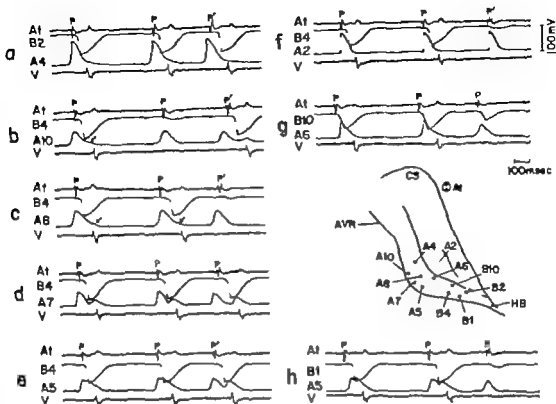 P P P'
At
B2
a
A4
V
P P P'
At
B4
b
A10
V
P P P'
At
B4
c
A8
V
P P P'
At
B4
d
A7
V
P P P'
At
B4
e
A5
V
P P P'
At
f
B4
A2
V
100mV
P P P
At
B10
g
A6
V
100msec
CS
At
AVR
A4 A2
A10 A6 B10
A8 B2
A7 A5 B4 B1 HB
P P
At
B1
h
A5
V